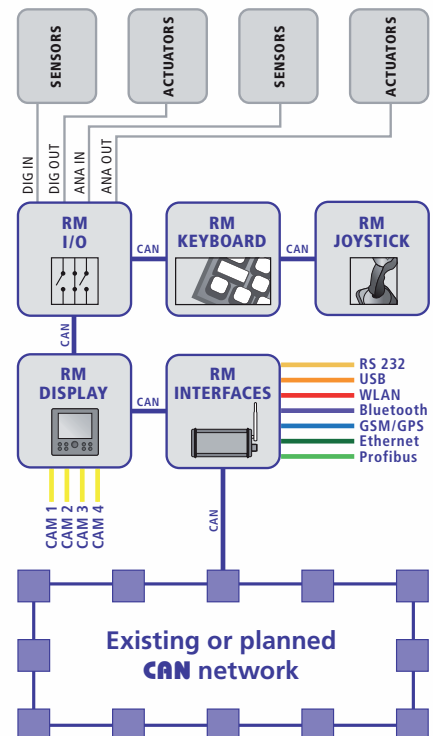 SENSORS
ACTUATORS
SENSORS
ACTUATORS
DIG IN
DIG OUT
ANA IN
ANA OUT
RM
I/O
CAN
RM
KEYBOARD
CAN
RM
JOYSTICK
CAN
RM
DISPLAY
CAN
RM
INTERFACES
RS 232
USB
WLAN
Bluetooth
GSM/GPS
Ethernet
Profibus
CAM 1
CAM 2
CAM 3
CAM 4
CAN
Existing or planned
CAN network